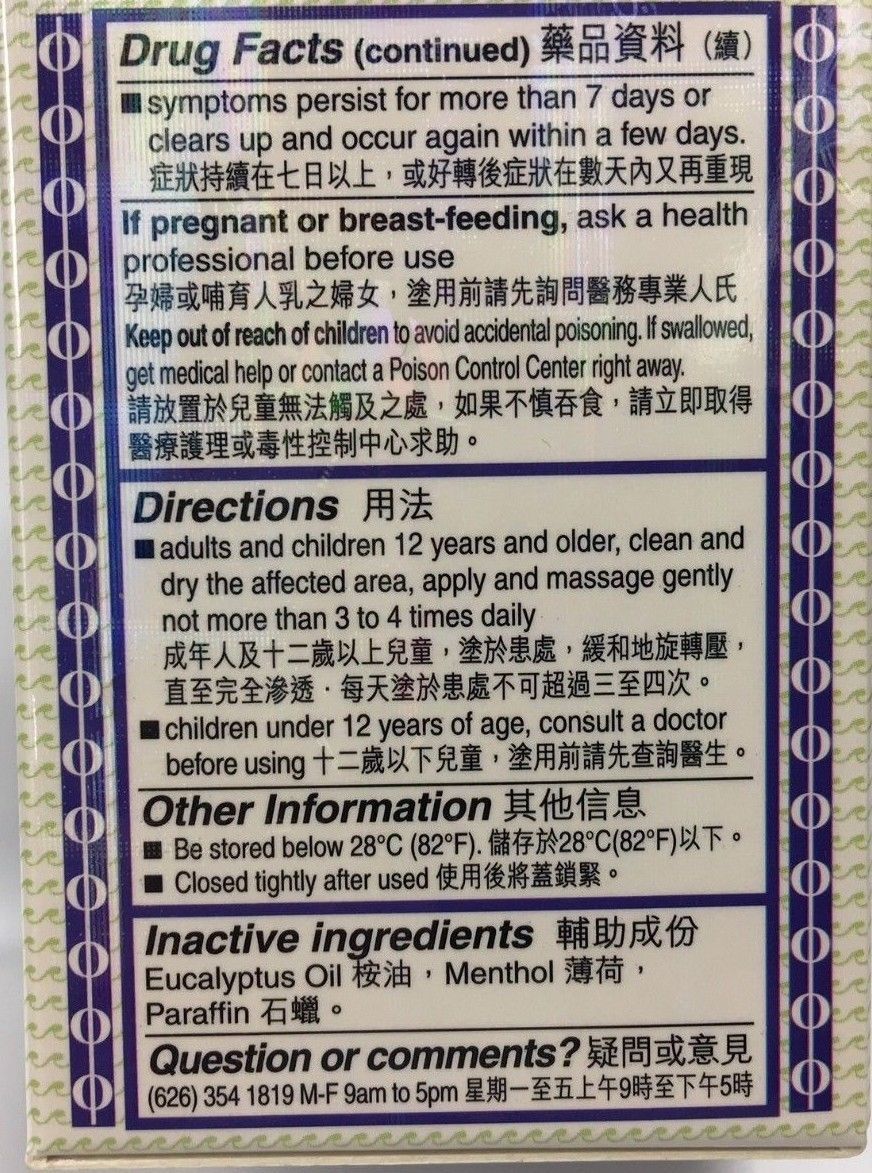 Drug Facts (continued) 藥品資料（續）
■ symptoms persist for more than 7 days or
clears up and occur again within a few days.
症狀持續在七日以上，或好轉後症狀在數天內又再重現
If pregnant or breast-feeding, ask a health
professional before use
孕婦或哺育人乳之婦女，塗用前請先詢問醫務專業人氏
Keep out of reach of children to avoid accidental poisoning. If swallowed,
get medical help or contact a Poison Control Center right away.
請放置於兒童無法觸及之處，如果不慎吞食，請立即取得
醫療護理或毒性控制中心求助。
Directions 用法
■ adults and children 12 years and older, clean and
dry the affected area, apply and massage gently
not more than 3 to 4 times daily
成年人及十二歲以上兒童，塗於患處，緩和地旋轉壓，
直至完全滲透．每天塗於患處不可超過三至四次。
■ children under 12 years of age, consult a doctor
before using 十二歲以下兒童，塗用前請先查詢醫生。
Other Information 其他信息
■ Be stored below 28°C (82°F). 儲存於28°C(82°F)以下。
■ Closed tightly after used 使用後將蓋鎖緊。
Inactive ingredients 輔助成份
Eucalyptus Oil 桉油，Menthol 薄荷，
Paraffin 石蠟。
Question or comments? 疑問或意見
(626) 354 1819 M-F 9am to 5pm 星期一至五上午9時至下午5時